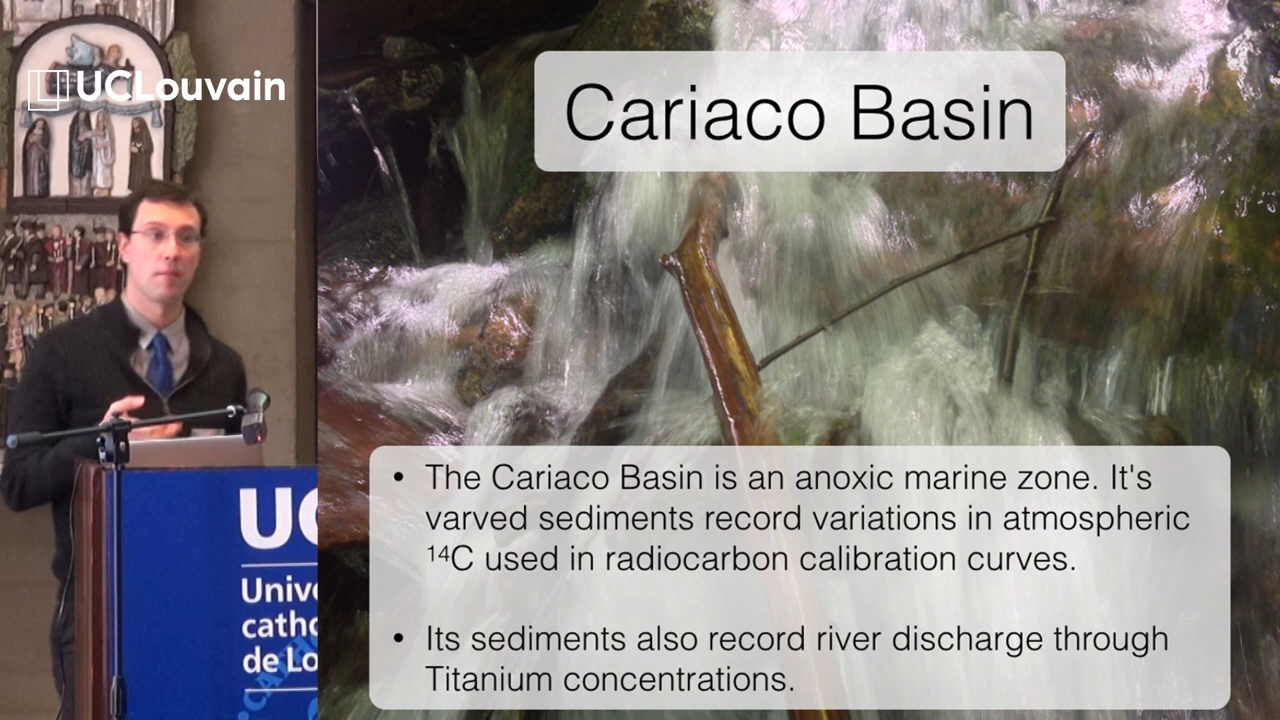 UCLouvain
Cariaco Basin
• The Cariaco Basin is an anoxic marine zone. It's
varved sediments record variations in atmospheric
¹⁴C used in radiocarbon calibration curves.
• Its sediments also record river discharge through
Titanium concentrations.
UC
Unive
catho
de Lo